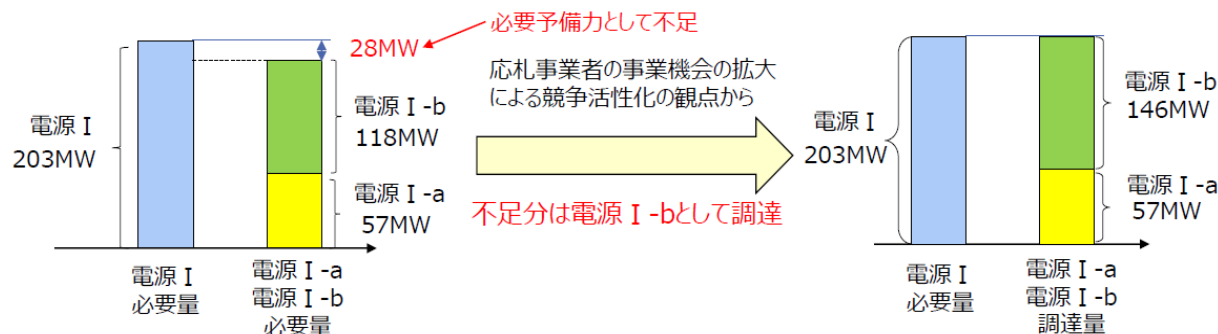 必要予備力として不足
28MW
電源Ⅰ
203MW
電源Ⅰ-b
118MW
電源Ⅰ-a
57MW
電源Ⅰ
必要量
電源Ⅰ-a
電源Ⅰ-b
必要量
応札事業者の事業機会の拡大
による競争活性化の観点から
不足分は電源Ⅰ-bとして調達
電源Ⅰ
203MW
電源Ⅰ-b
146MW
電源Ⅰ-a
57MW
電源Ⅰ
必要量
電源Ⅰ-a
電源Ⅰ-b
調達量